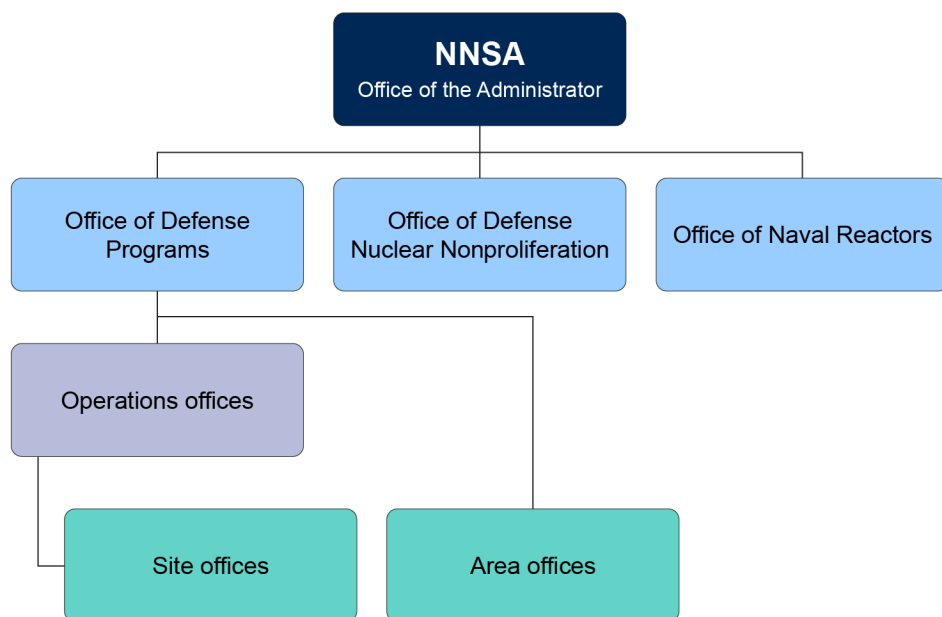 NNSA
Office of the Administrator
Office of Defense
Programs
Office of Defense
Nuclear Nonproliferation
Office of Naval Reactors
Operations offices
Site offices
Area offices